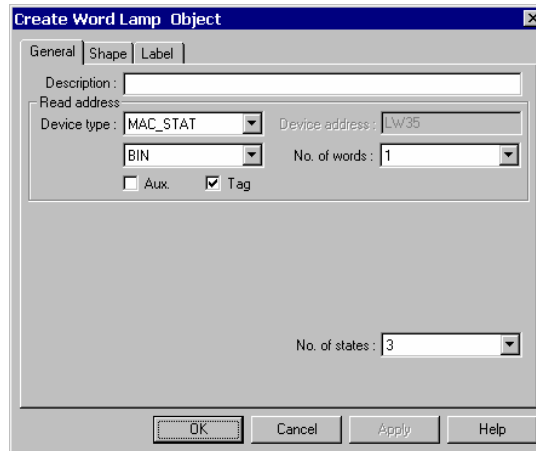 Create Word Lamp Object
General Shape Label
Description :
Read address
Device type : MAC_STAT Device address : LW35
BIN No. of words : 1
Aux. Tag
No. of states : 3
OK Cancel Apply Help